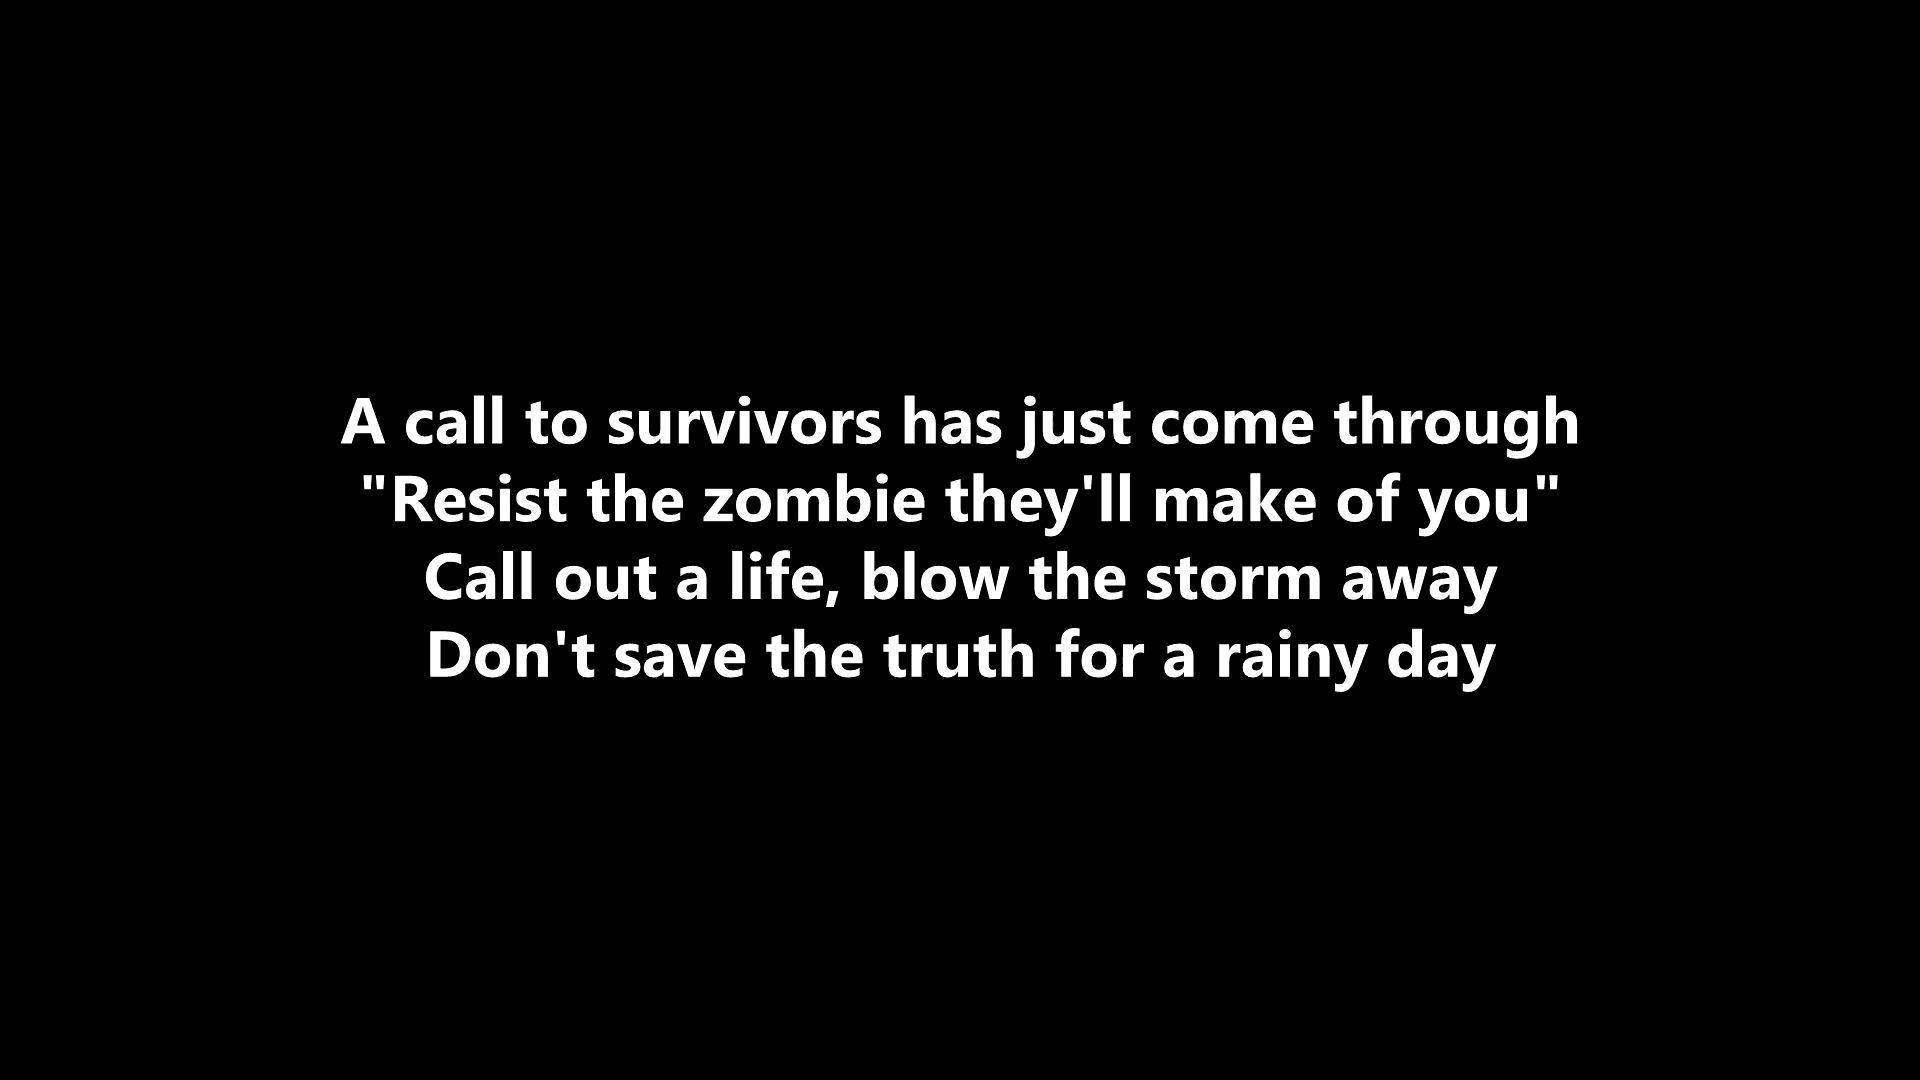 A call to survivors has just come through
"Resist the zombie they'll make of you"
Call out a life, blow the storm away
Don't save the truth for a rainy day